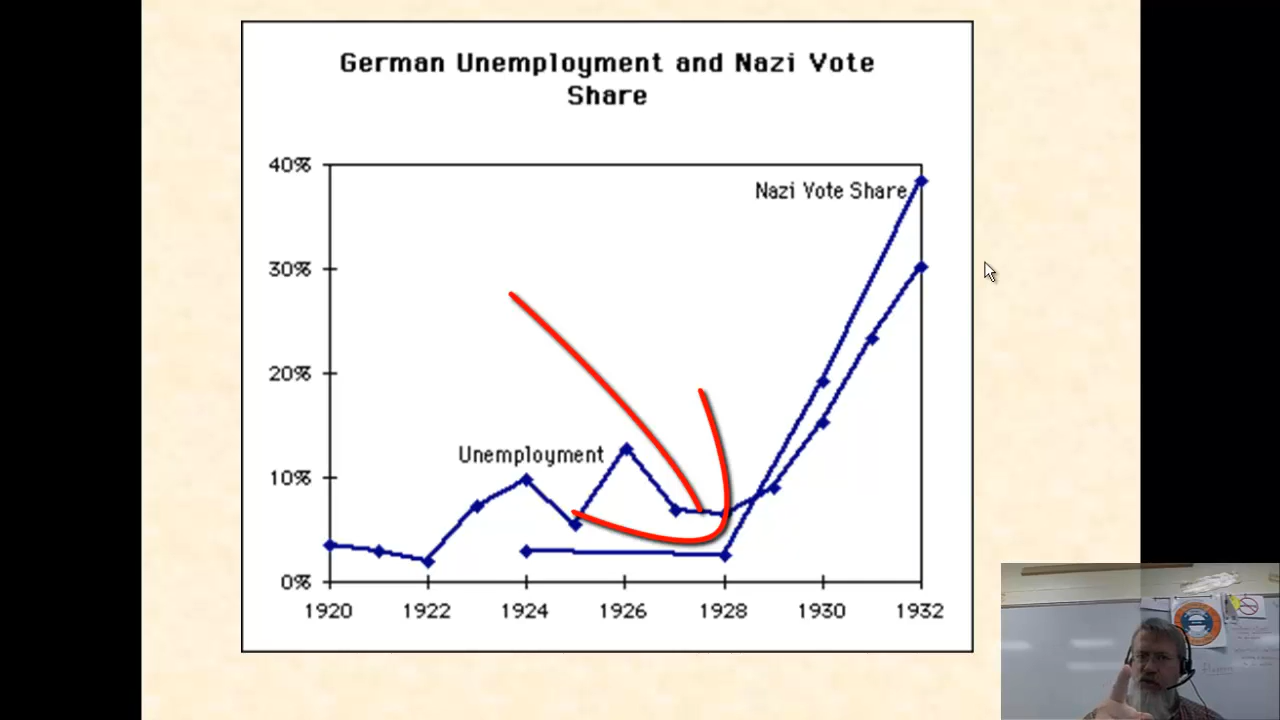 German Unemployment and Nazi Vote
Share
40%
Nazi Vote Share
30%
20%
Unemployment
10%
0%
1920 1922 1924 1926 1928 1930 1932